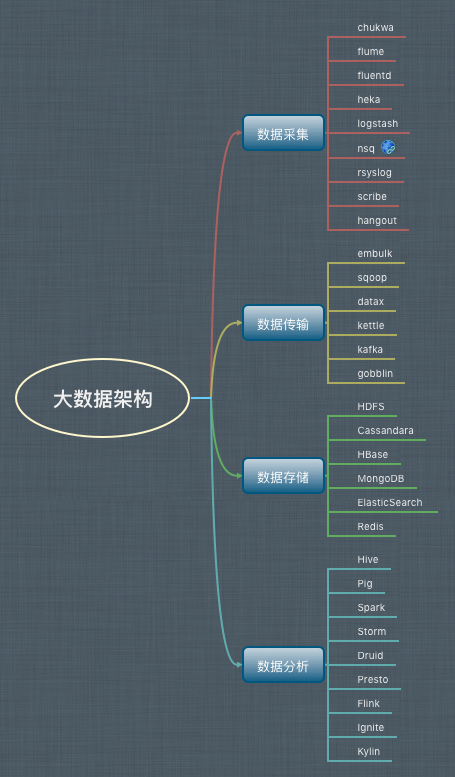 大数据架构
数据采集
chukwa
flume
fluentd
heka
logstash
nsq
rsyslog
scribe
hangout
数据传输
embulk
sqoop
datax
kettle
kafka
gobblin
数据存储
HDFS
Cassandara
HBase
MongoDB
ElasticSearch
Redis
数据分析
Hive
Pig
Spark
Storm
Druid
Presto
Flink
Ignite
Kylin